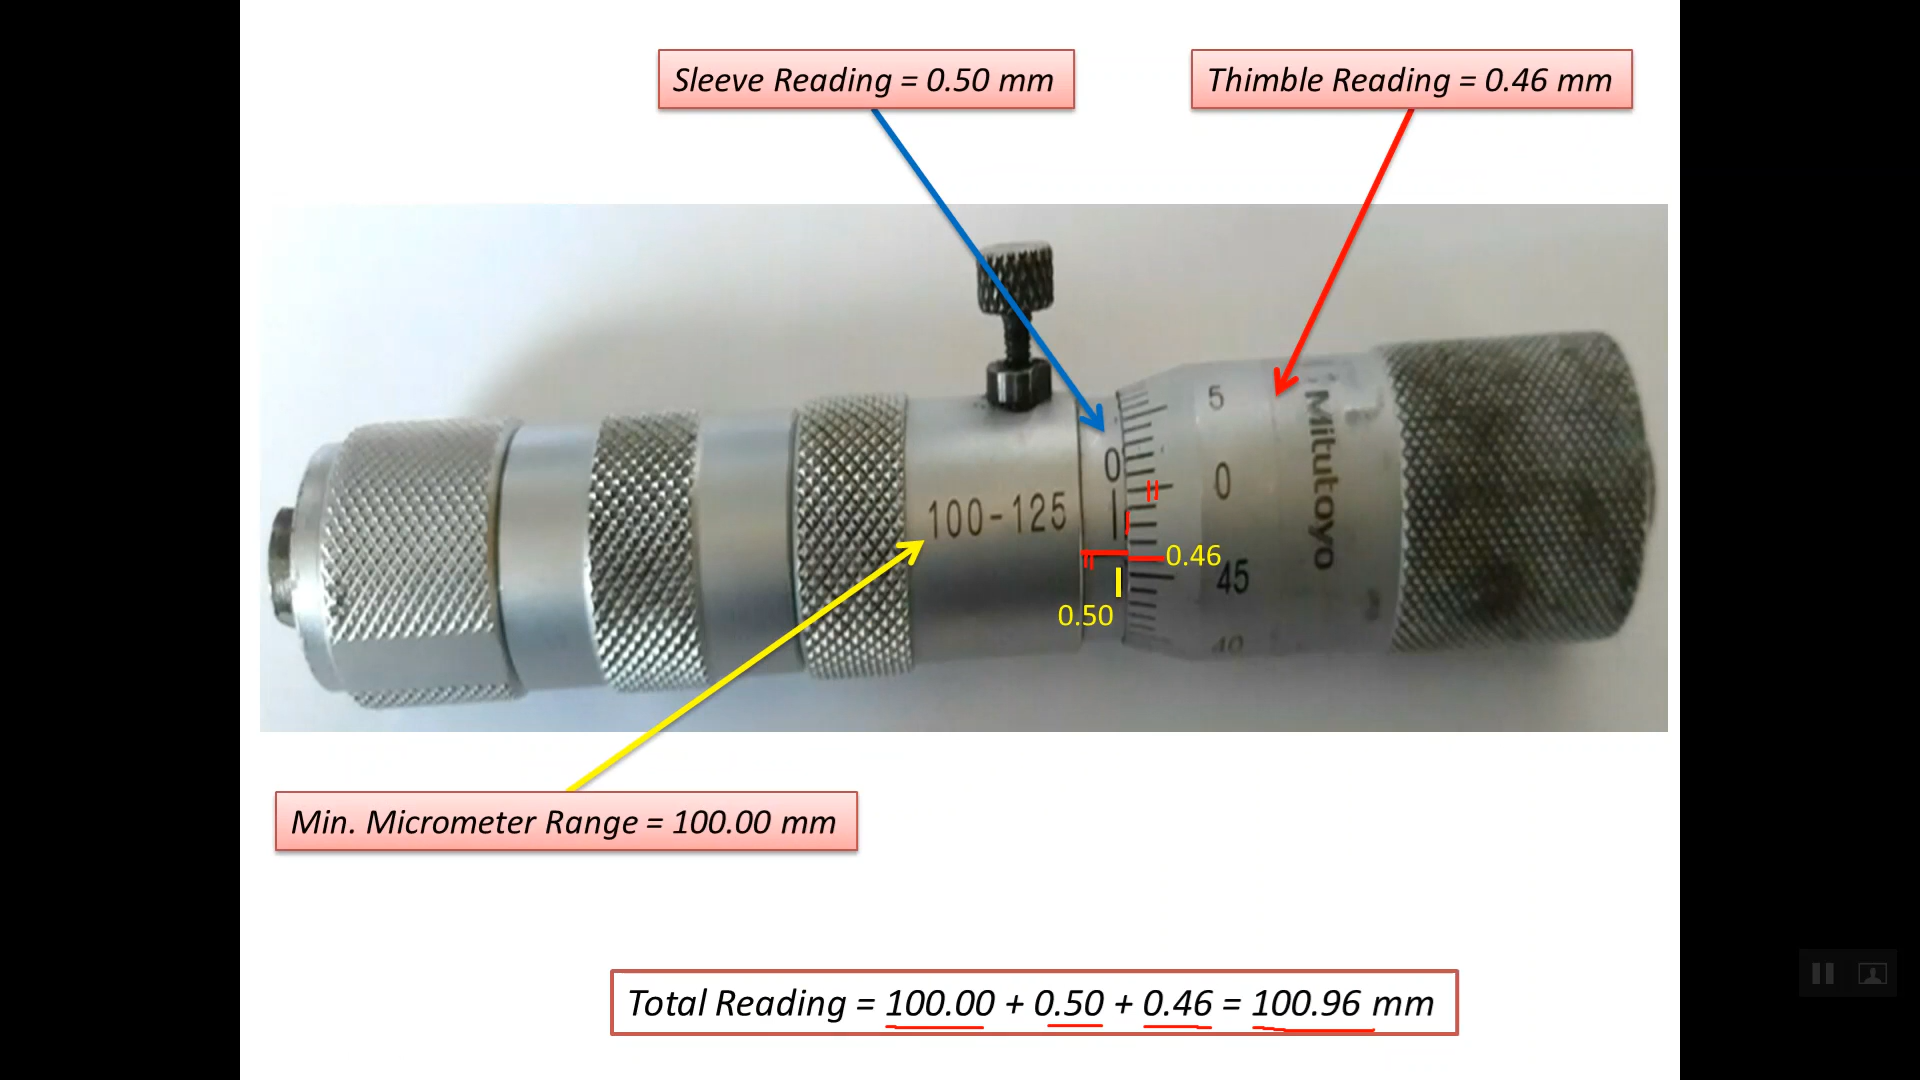 Sleeve Reading = 0.50 mm
Thimble Reading = 0.46 mm
5
0
0
100-125
Mitutoyo
0.46
45
0.50
40
Min. Micrometer Range = 100.00 mm
Total Reading = 100.00 + 0.50 + 0.46 = 100.96 mm